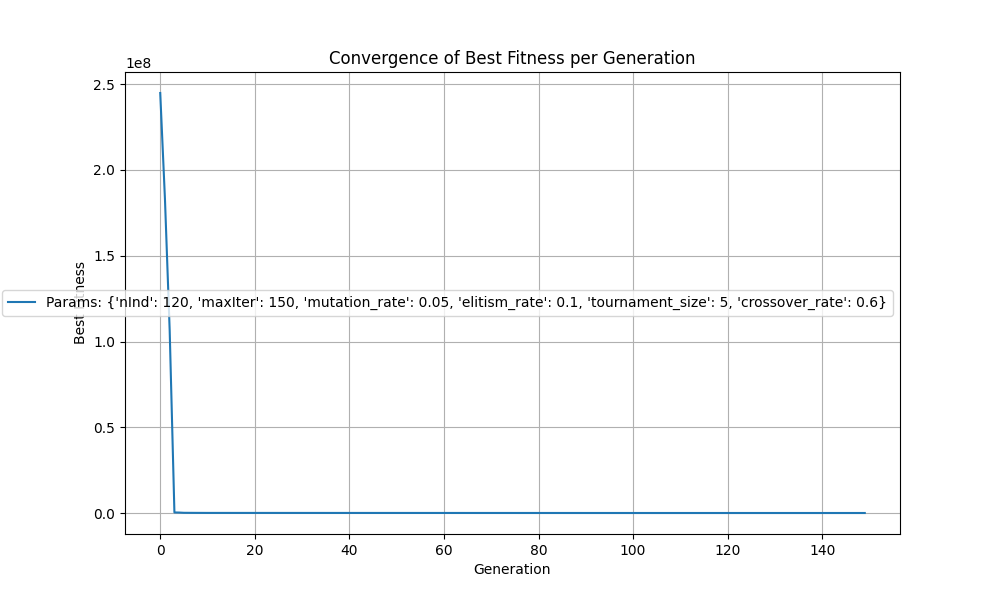 Convergence of Best Fitness per Generation
1e8
2.5
2.0
1.5
1.0
0.5
0.0
Best
ness
Params: {'nInd': 120, 'maxIter': 150, 'mutation_rate': 0.05, 'elitism_rate': 0.1, 'tournament_size': 5, 'crossover_rate': 0.6}
0 20 40 60 80 100 120 140
Generation